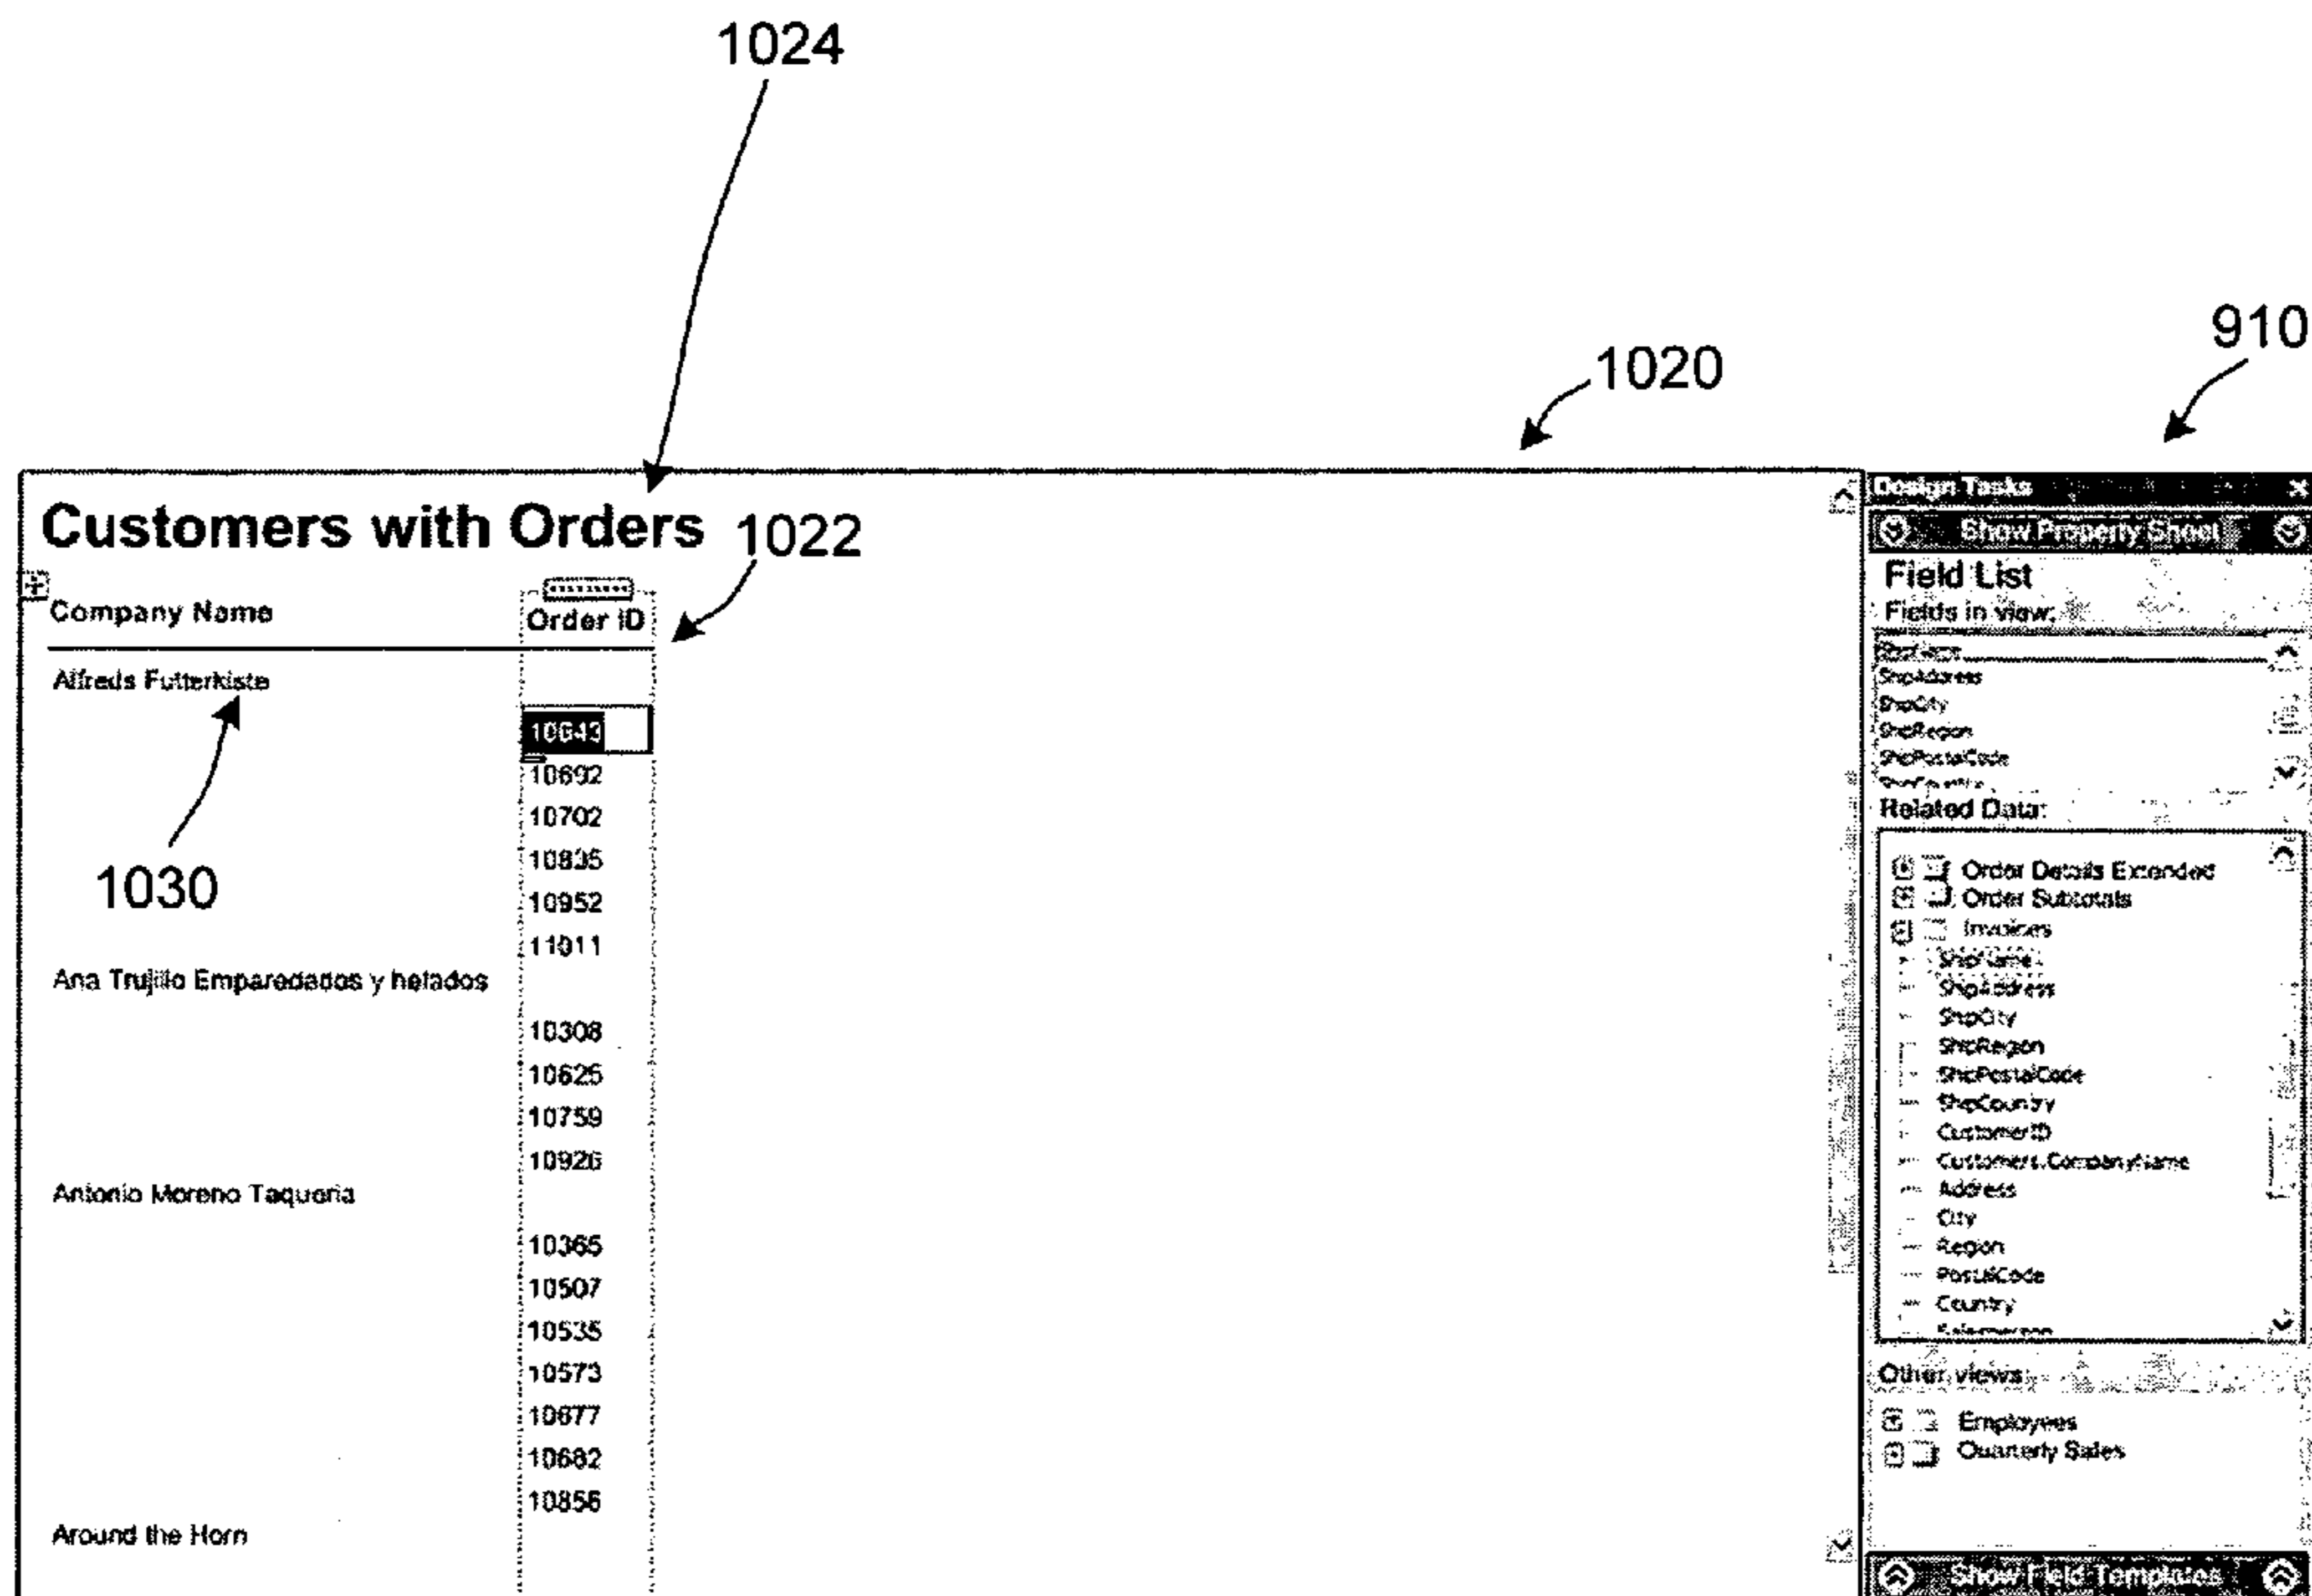 1024
1020
910
Customers with Orders
1022
Company Name
Order ID
Alfreds Futterkiste
10643
10692
10702
10835
10952
11011
1030
Ana Trujillo Emparedados y helados
10308
10625
10759
10926
Antonio Moreno Taqueria
10365
10507
10535
10573
10677
10682
10856
Around the Horn
Design Tasks
Show Property Sheet
Field List
Fields in view:
ShipName
ShipAddress
ShipCity
ShipRegion
ShipPostalCode
ShipCountry
Related Data:
Order Details Extended
Order Subtotals
Invoices
ShipName
ShipAddress
ShipCity
ShipRegion
ShipPostalCode
ShipCountry
CustomerID
Customers.CompanyName
Address
City
Region
PostalCode
Country
Salesperson
Other views:
Employees
Quarterly Sales
Show Field Templates